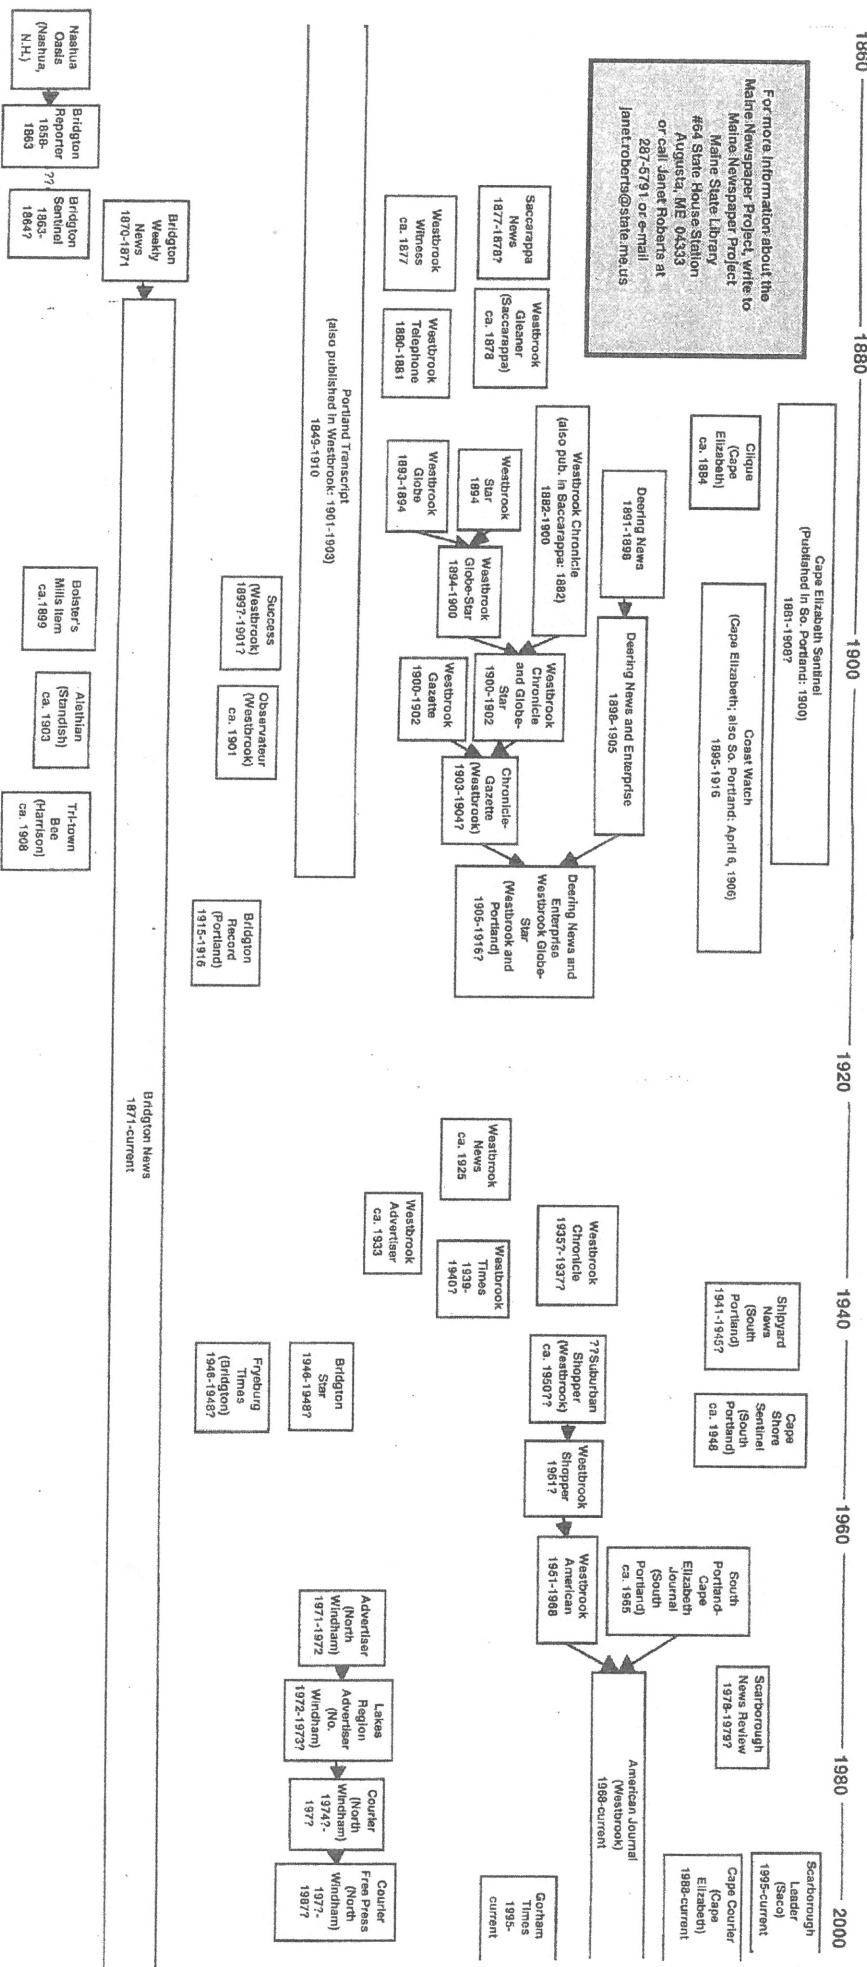 1860
1880
1900
1920
1940
1960
1980
2000
For more information about the
Maine Newspaper Project, write to
Maine Newspaper Project
Maine State Library
#64 State House Station
Augusta, ME 04333
or call Janet Roberts at
287-5791 or e-mail
janet.roberts@state.me.us
Cape Elizabeth Sentinel
(Published in So. Portland: 1900)
1881-1908?
Clique
(Cape
Elizabeth)
ca. 1884
Coast Watch
(Cape Elizabeth; also So. Portland: April 6, 1906)
1895-1916
Shipyard
News
(South
Portland)
1941-1945?
Cape
Shore
Sentinel
(South
Portland)
ca. 1948
South
Portland-
Cape
Elizabeth
Journal
(South
Portland)
ca. 1965
Scarborough
News Review
1978-1979?
Scarborough
Leader
(Saco)
1995-current
Cape Courier
(Cape
Elizabeth)
1988-current
Deering News
1891-1898
Deering News and Enterprise
1898-1905
Westbrook Chronicle
(also pub. in Saccarappa: 1882)
1882-1900
Saccarappa
News
1877-1878?
Westbrook
Gleaner
(Saccarappa)
ca. 1878
Westbrook
Star
1894
Westbrook
Globe-Star
1894-1900
Westbrook
Chronicle
and Globe-
Star
1900-1902
Chronicle-
Gazette
(Westbrook)
1903-1904?
Deering News and
Enterprise
Westbrook Globe-
Star
(Westbrook and
Portland)
1905-1916?
Westbrook
Witness
ca. 1877
Westbrook
Telephone
1880-1881
Westbrook
Globe
1893-1894
Westbrook
Gazette
1900-1902
Westbrook
News
ca. 1925
Westbrook
Advertiser
ca. 1933
Westbrook
Times
1939-
1940?
Westbrook
Chronicle
1935?-1937?
??Suburban
Shopper
(Westbrook)
ca. 1950??
Westbrook
Shopper
1951?
Westbrook
American
1951-1968
American Journal
(Westbrook)
1968-current
Gorham
Times
1995-
current
Portland Transcript
(also published in Westbrook: 1901-1903)
1849-1910
Success
(Westbrook)
1899?-1901?
Observateur
(Westbrook)
ca. 1901
Bridgton
Record
(Portland)
1915-1916
Bridgton
Star
1946-1948?
Fryeburg
Times
(Bridgton)
1946-1948?
Advertiser
(North
Windham)
1971-1972
Lakes
Region
Advertiser
(No.
Windham)
1972-1973?
Courier
(North
Windham)
1974?-
197?
Courier
Free Press
(North
Windham)
197?-
1987?
Bridgton
Weekly
News
1870-1871
Bridgton News
1871-current
Nashua
Oasis
(Nashua,
N.H.)
Bridgton
Reporter
1858-
1863
??
Bridgton
Sentinel
1863-
1864?
Bolster's
Mills Item
ca.1899
Alethian
(Standish)
ca. 1903
Tri-town
Bee
(Harrison)
ca. 1908